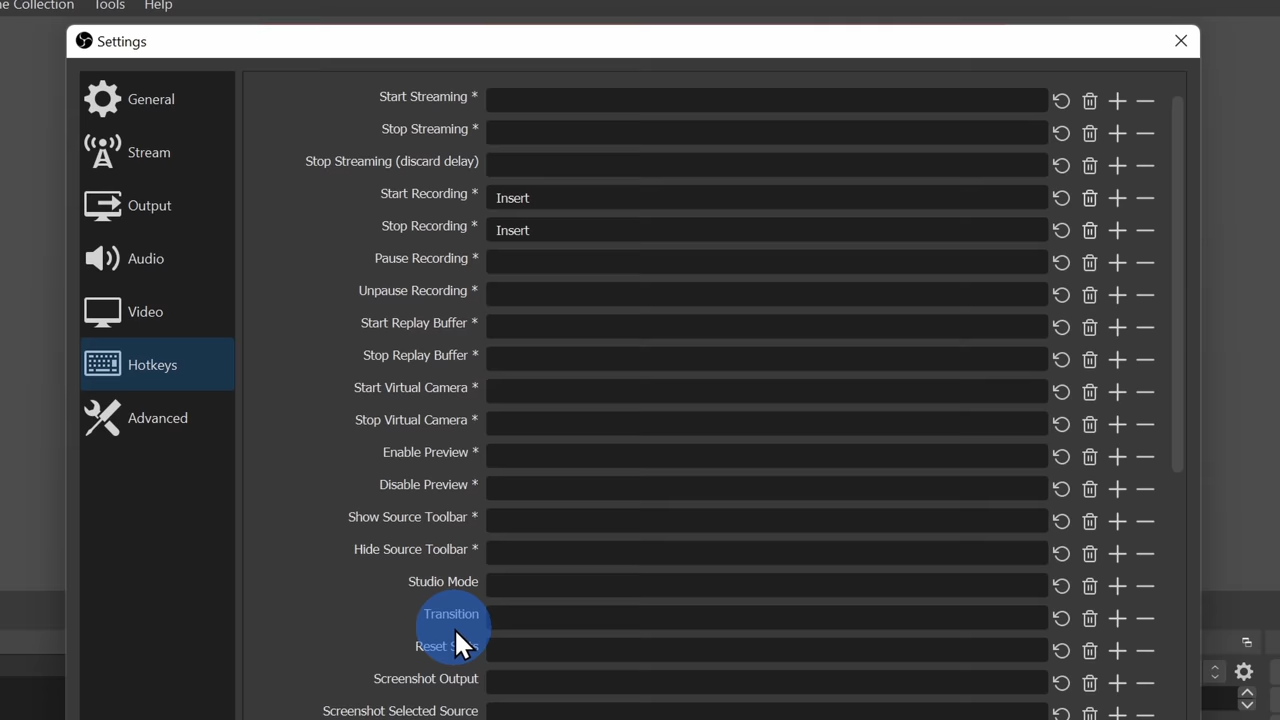 ne Collection Tools Help
Settings
General
Stream
Output
Audio
Video
Hotkeys
Advanced
Start Streaming *
Stop Streaming *
Stop Streaming (discard delay)
Start Recording * Insert
Stop Recording * Insert
Pause Recording *
Unpause Recording *
Start Replay Buffer *
Stop Replay Buffer *
Start Virtual Camera *
Stop Virtual Camera *
Enable Preview *
Disable Preview *
Show Source Toolbar *
Hide Source Toolbar *
Studio Mode
Transition
Reset
Screenshot Output
Screenshot Selected Source